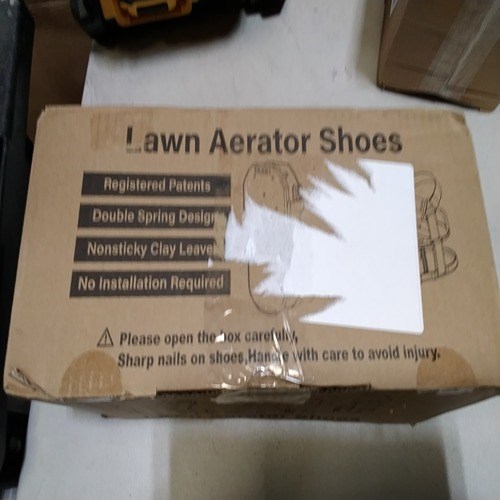 Lawn Aerator Shoes
Registered Patents
Double Spring Design
Nonsticky Clay Leave
No Installation Required
⚠ Please open the box carefully,
Sharp nails on shoes,Handle with care to avoid injury.